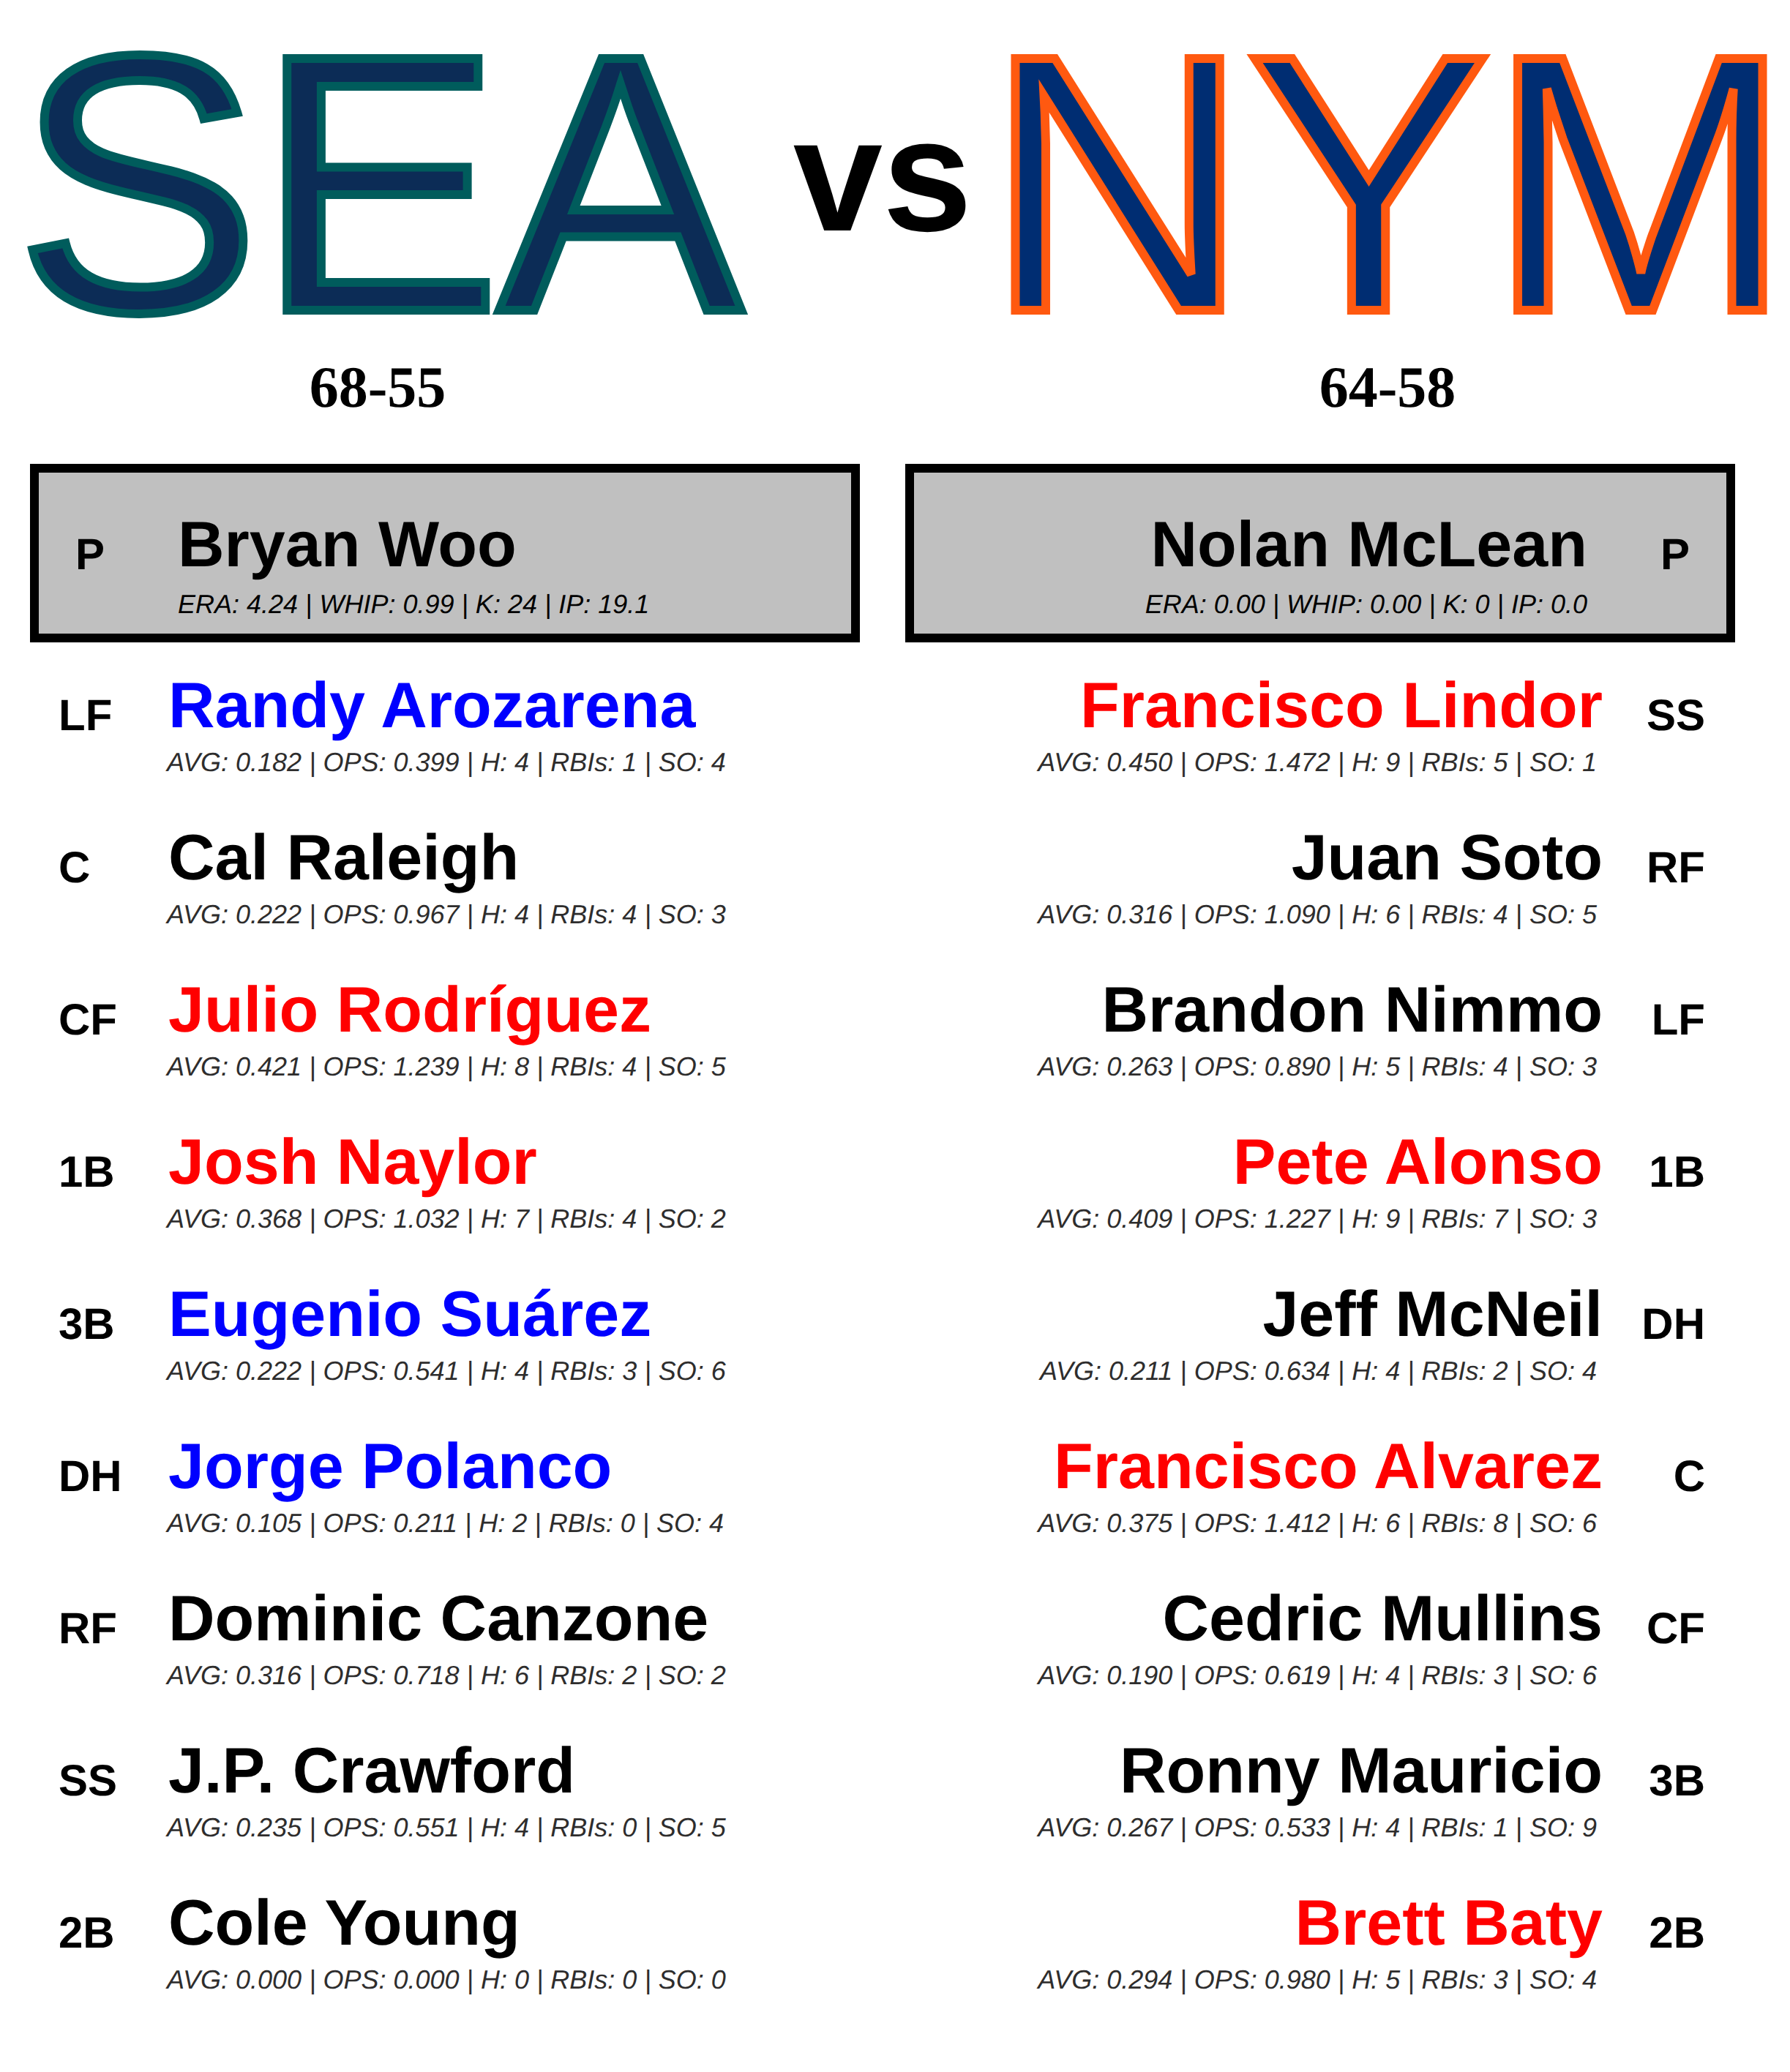 SEA vs NYM
68-55 64-58
P Bryan Woo
ERA: 4.24 | WHIP: 0.99 | K: 24 | IP: 19.1
Nolan McLean P
ERA: 0.00 | WHIP: 0.00 | K: 0 | IP: 0.0
LF Randy Arozarena
AVG: 0.182 | OPS: 0.399 | H: 4 | RBIs: 1 | SO: 4
C Cal Raleigh
AVG: 0.222 | OPS: 0.967 | H: 4 | RBIs: 4 | SO: 3
CF Julio Rodríguez
AVG: 0.421 | OPS: 1.239 | H: 8 | RBIs: 4 | SO: 5
1B Josh Naylor
AVG: 0.368 | OPS: 1.032 | H: 7 | RBIs: 4 | SO: 2
3B Eugenio Suárez
AVG: 0.222 | OPS: 0.541 | H: 4 | RBIs: 3 | SO: 6
DH Jorge Polanco
AVG: 0.105 | OPS: 0.211 | H: 2 | RBIs: 0 | SO: 4
RF Dominic Canzone
AVG: 0.316 | OPS: 0.718 | H: 6 | RBIs: 2 | SO: 2
SS J.P. Crawford
AVG: 0.235 | OPS: 0.551 | H: 4 | RBIs: 0 | SO: 5
2B Cole Young
AVG: 0.000 | OPS: 0.000 | H: 0 | RBIs: 0 | SO: 0
Francisco Lindor SS
AVG: 0.450 | OPS: 1.472 | H: 9 | RBIs: 5 | SO: 1
Juan Soto RF
AVG: 0.316 | OPS: 1.090 | H: 6 | RBIs: 4 | SO: 5
Brandon Nimmo LF
AVG: 0.263 | OPS: 0.890 | H: 5 | RBIs: 4 | SO: 3
Pete Alonso 1B
AVG: 0.409 | OPS: 1.227 | H: 9 | RBIs: 7 | SO: 3
Jeff McNeil DH
AVG: 0.211 | OPS: 0.634 | H: 4 | RBIs: 2 | SO: 4
Francisco Alvarez C
AVG: 0.375 | OPS: 1.412 | H: 6 | RBIs: 8 | SO: 6
Cedric Mullins CF
AVG: 0.190 | OPS: 0.619 | H: 4 | RBIs: 3 | SO: 6
Ronny Mauricio 3B
AVG: 0.267 | OPS: 0.533 | H: 4 | RBIs: 1 | SO: 9
Brett Baty 2B
AVG: 0.294 | OPS: 0.980 | H: 5 | RBIs: 3 | SO: 4